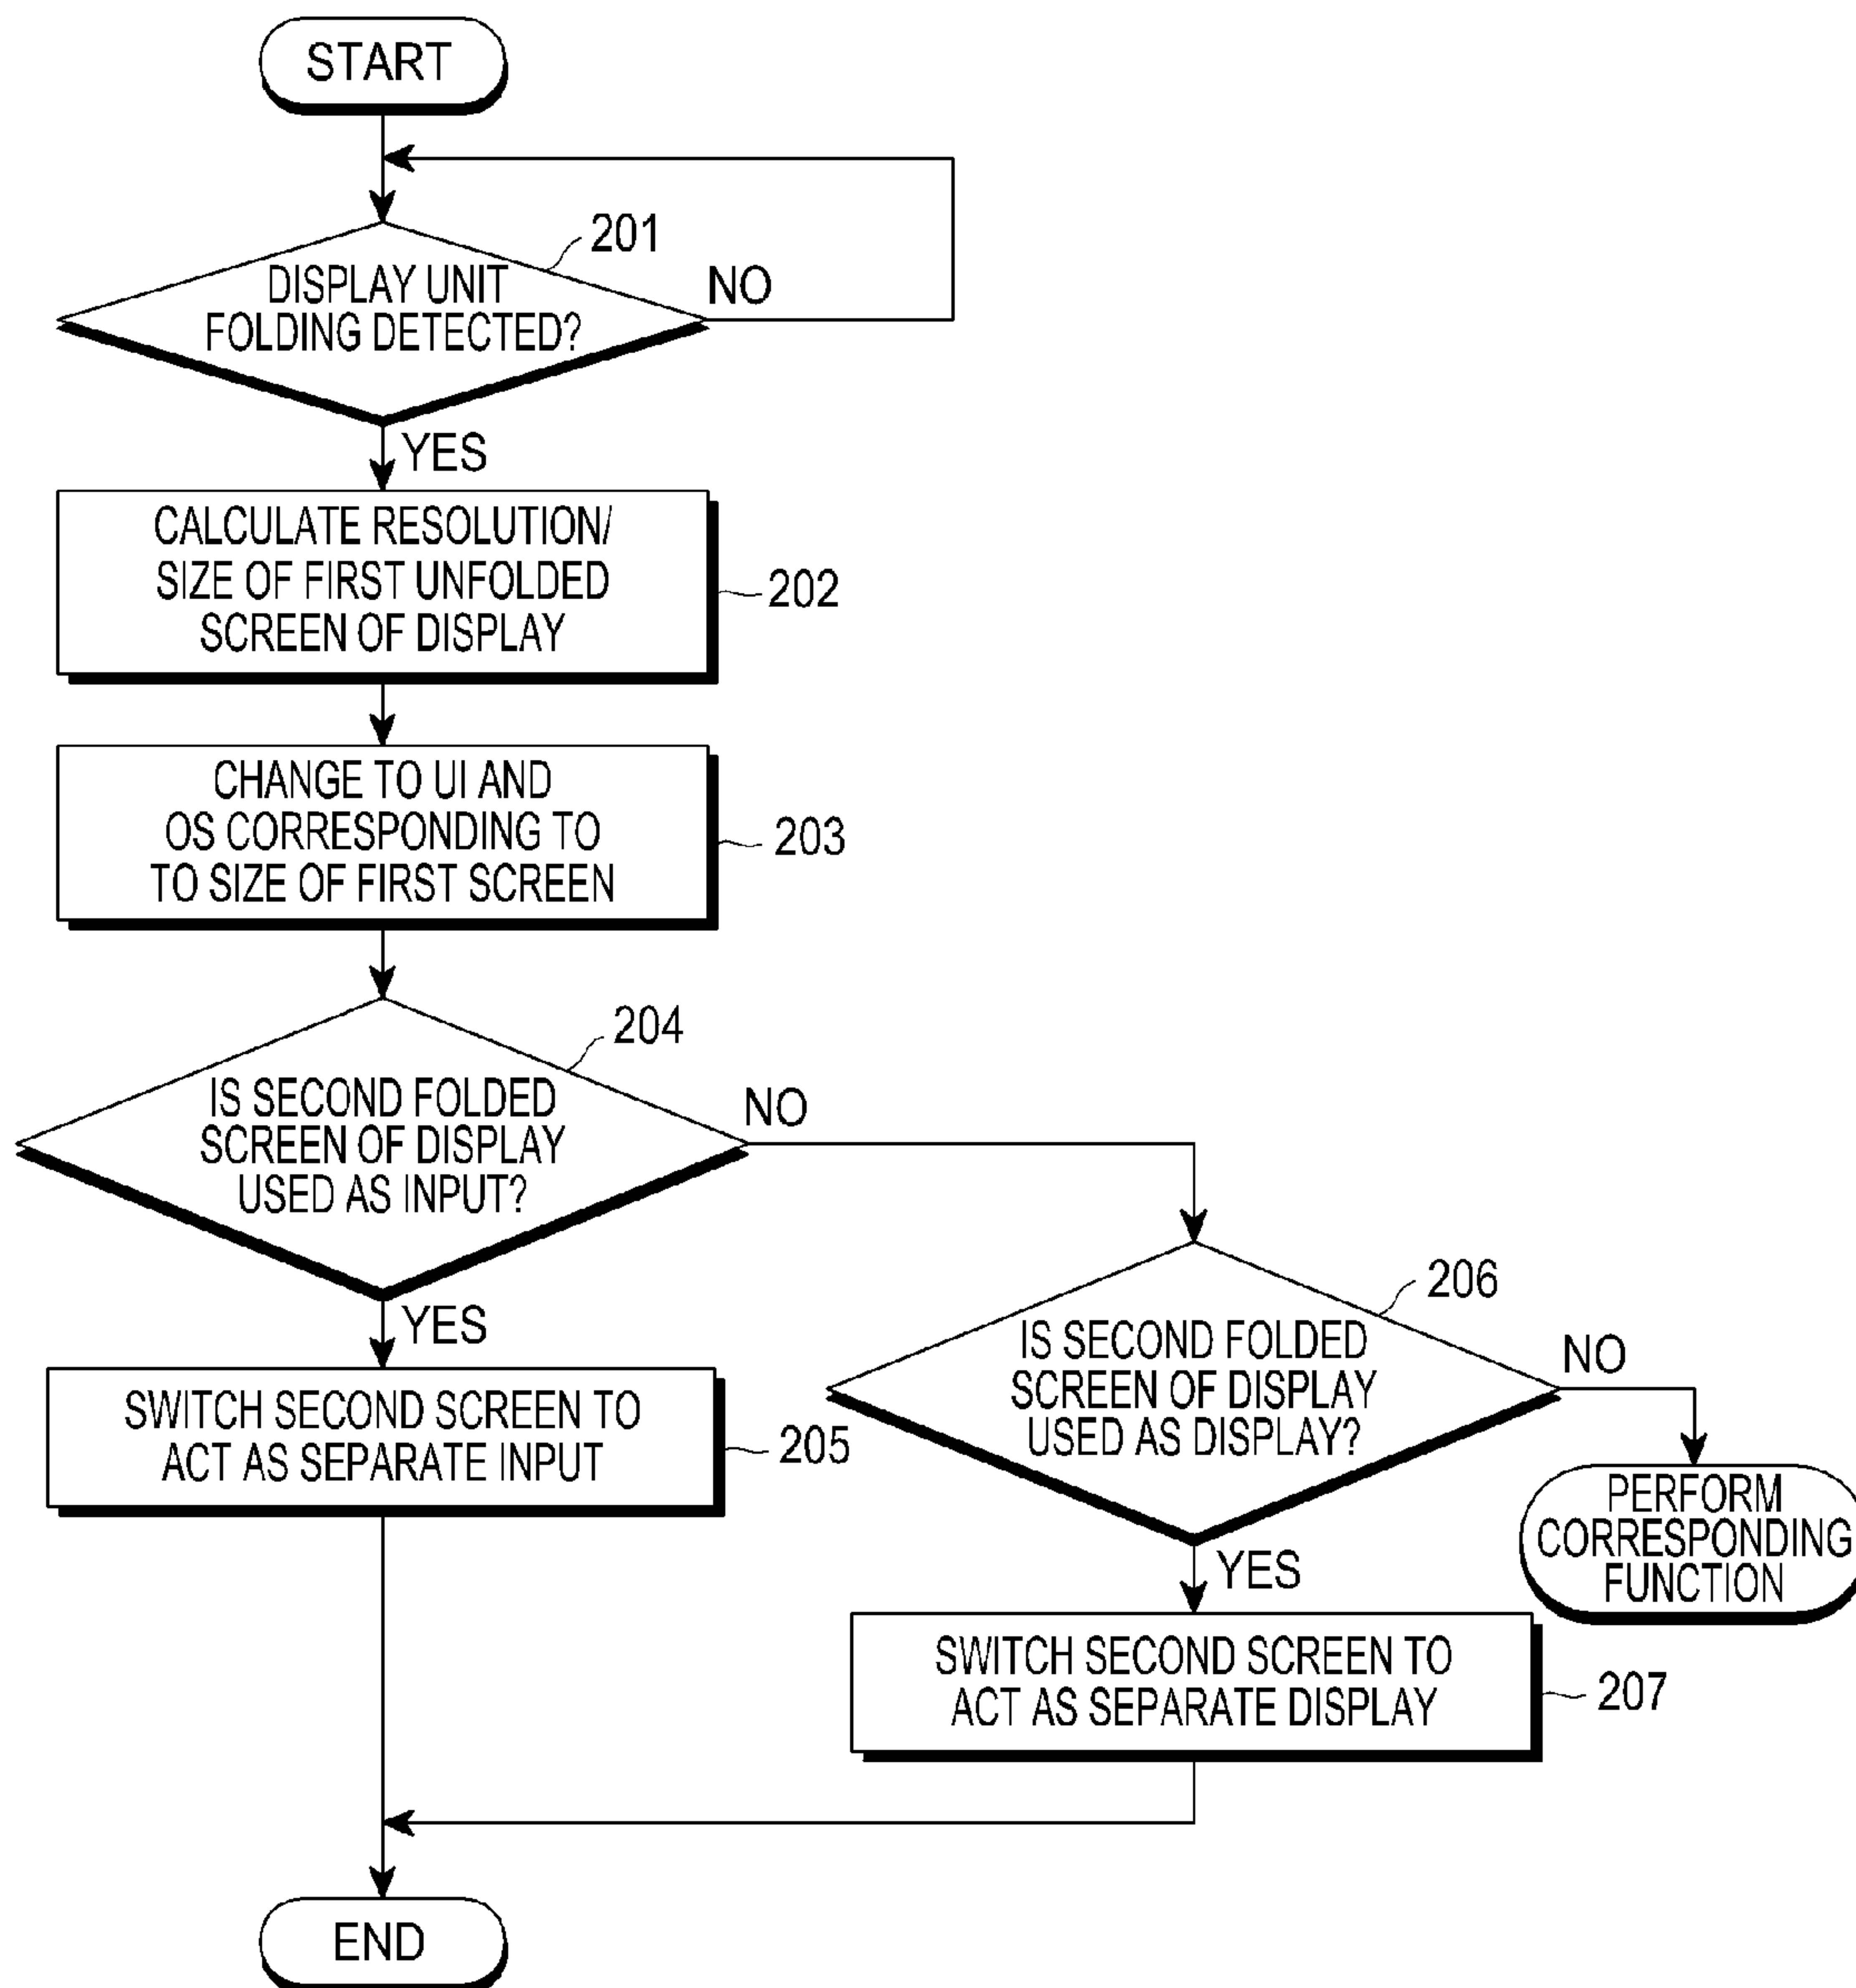 START
201
DISPLAY UNIT
FOLDING DETECTED?
NO
YES
CALCULATE RESOLUTION/
SIZE OF FIRST UNFOLDED
SCREEN OF DISPLAY
202
CHANGE TO UI AND
OS CORRESPONDING TO
TO SIZE OF FIRST SCREEN
203
204
IS SECOND FOLDED
SCREEN OF DISPLAY
USED AS INPUT?
NO
YES
SWITCH SECOND SCREEN TO
ACT AS SEPARATE INPUT
205
206
IS SECOND FOLDED
SCREEN OF DISPLAY
USED AS DISPLAY?
NO
YES
PERFORM
CORRESPONDING
FUNCTION
SWITCH SECOND SCREEN TO
ACT AS SEPARATE DISPLAY
207
END